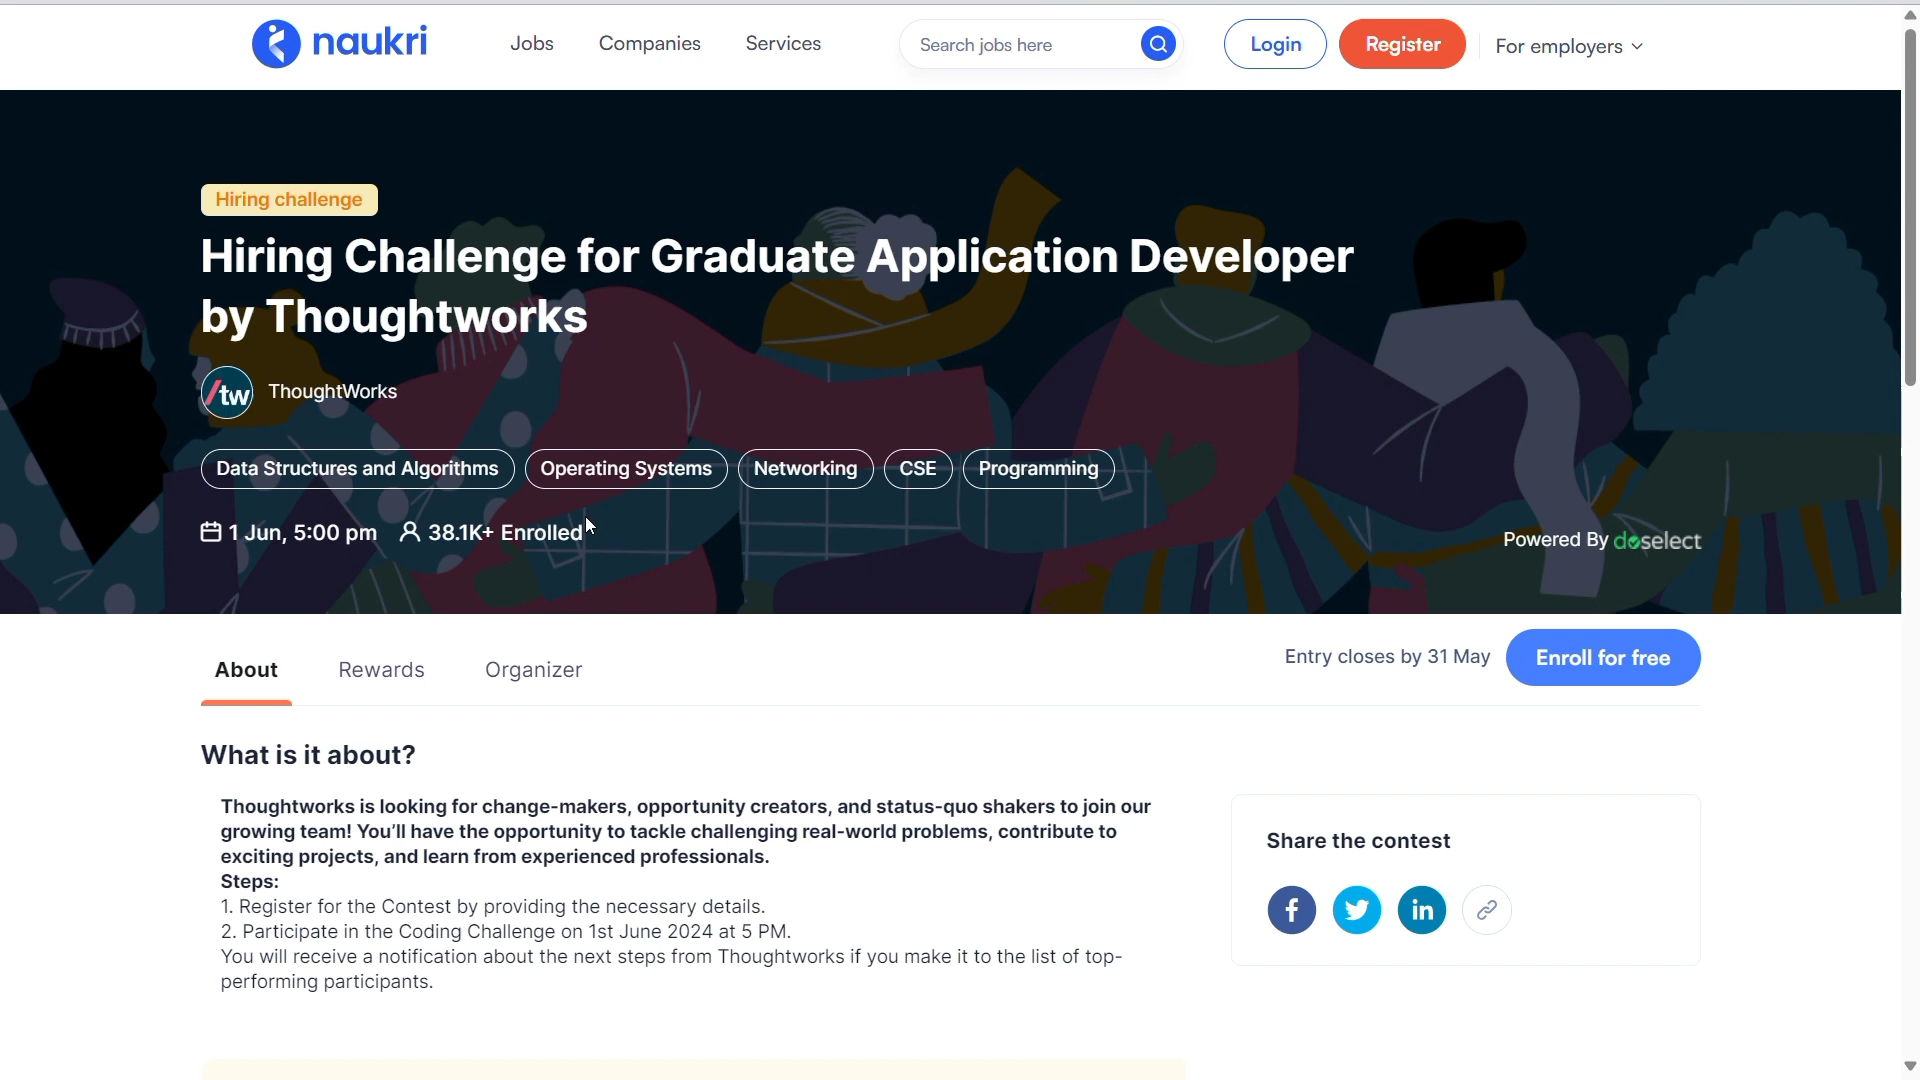 naukri
Jobs
Companies
Services
Search jobs here
Login
Register
For employers
Hiring challenge
Hiring Challenge for Graduate Application Developer
by Thoughtworks
/tw
ThoughtWorks
Data Structures and Algorithms
Operating Systems
Networking
CSE
Programming
1 Jun, 5:00 pm
38.1K+ Enrolled
Powered By doselect
About
Rewards
Organizer
Entry closes by 31 May
Enroll for free
What is it about?
Thoughtworks is looking for change-makers, opportunity creators, and status-quo shakers to join our
growing team! You'll have the opportunity to tackle challenging real-world problems, contribute to
exciting projects, and learn from experienced professionals.
Steps:
1. Register for the Contest by providing the necessary details.
2. Participate in the Coding Challenge on 1st June 2024 at 5 PM.
You will receive a notification about the next steps from Thoughtworks if you make it to the list of top-
performing participants.
Share the contest
f
in